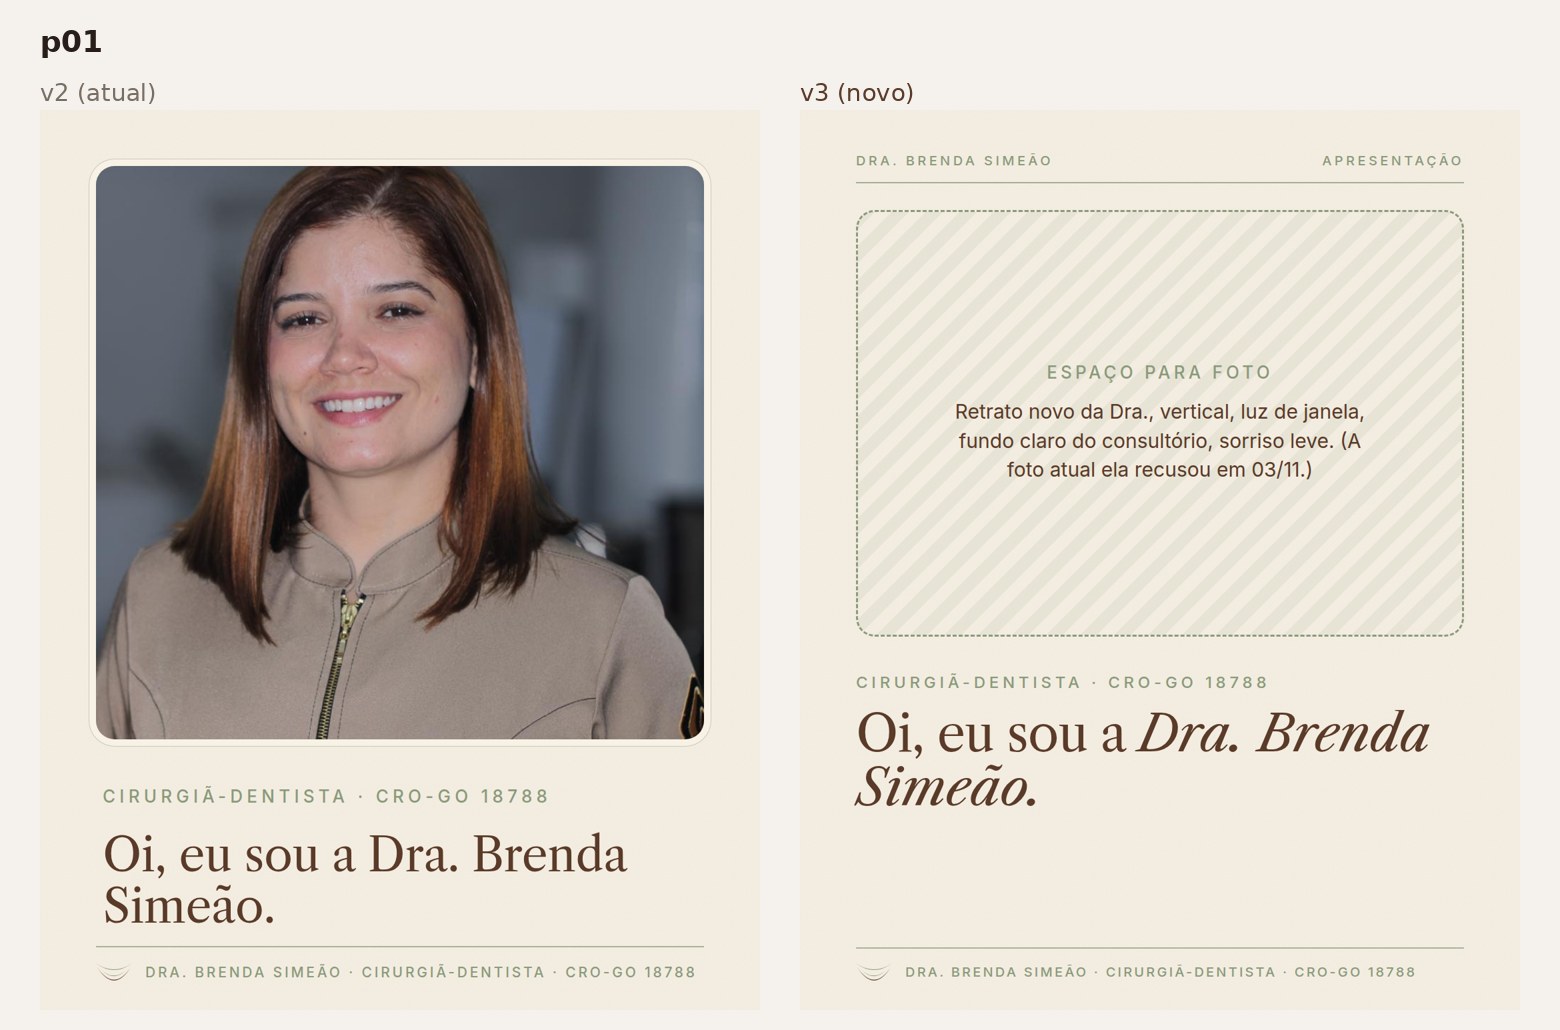 p01
v2 (atual)
CIRURGIÃ-DENTISTA · CRO-GO 18788
Oi, eu sou a Dra. Brenda
Simeão.
DRA. BRENDA SIMEÃO · CIRURGIÃ-DENTISTA · CRO-GO 18788
v3 (novo)
DRA. BRENDA SIMEÃO
APRESENTAÇÃO
ESPAÇO PARA FOTO
Retrato novo da Dra., vertical, luz de janela,
fundo claro do consultório, sorriso leve. (A
foto atual ela recusou em 03/11.)
CIRURGIÃ-DENTISTA · CRO-GO 18788
Oi, eu sou a Dra. Brenda
Simeão.
DRA. BRENDA SIMEÃO · CIRURGIÃ-DENTISTA · CRO-GO 18788